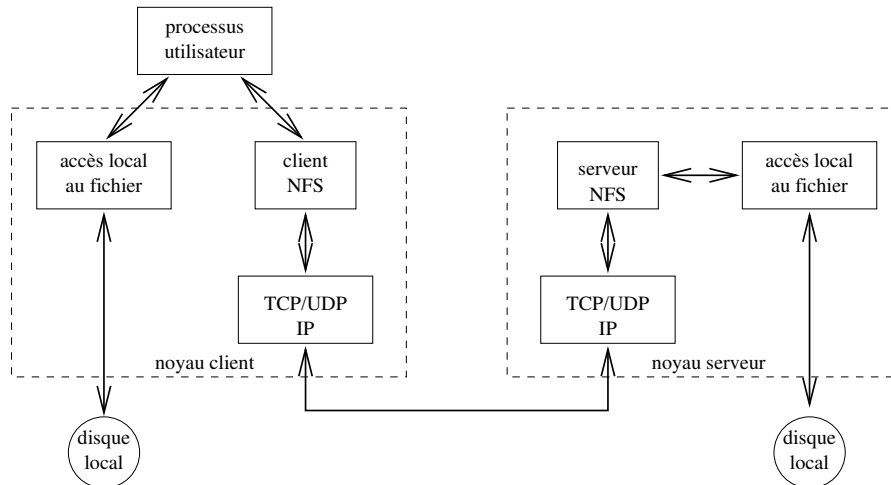 processus
utilisateur
accès local
au fichier
client
NFS
serveur
NFS
accès local
au fichier
TCP/UDP
IP
TCP/UDP
IP
noyau client
noyau serveur
disque
local
disque
local